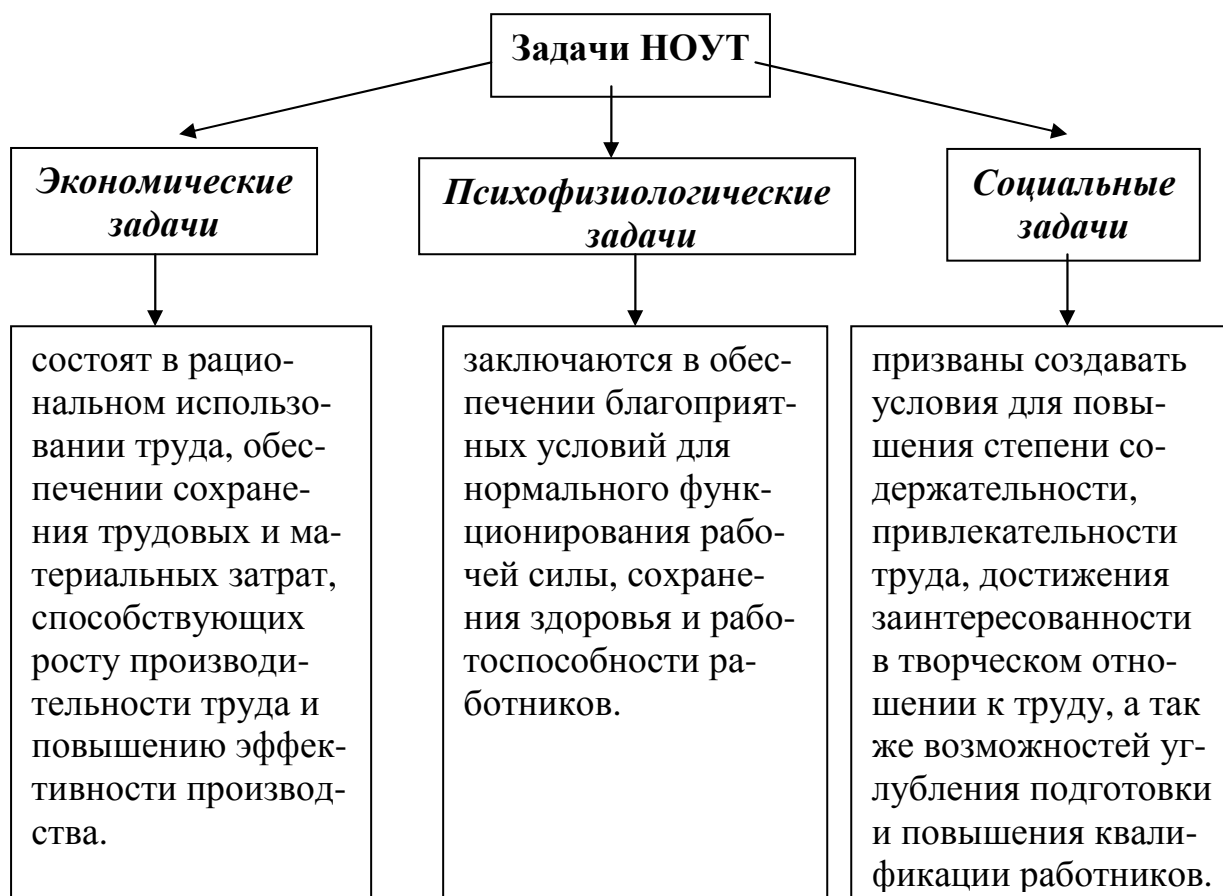 Задачи НОУТ
Экономические
задачи
Психофизиологические
задачи
Социальные
задачи
состоят в рацио-
нальном использо-
вании труда, обес-
печении сохране-
ния трудовых и ма-
териальных затрат,
способствующих
росту производи-
тельности труда и
повышению эффек-
тивности производ-
ства.
заключаются в обес-
печении благоприят-
ных условий для
нормального функ-
ционирования рабо-
чей силы, сохране-
ния здоровья и рабо-
тоспособности ра-
ботников.
призваны создавать
условия для повы-
шения степени со-
держательности,
привлекательности
труда, достижения
заинтересованности
в творческом отно-
шении к труду, а так
же возможностей уг-
лубления подготовки
и повышения квали-
фикации работников.